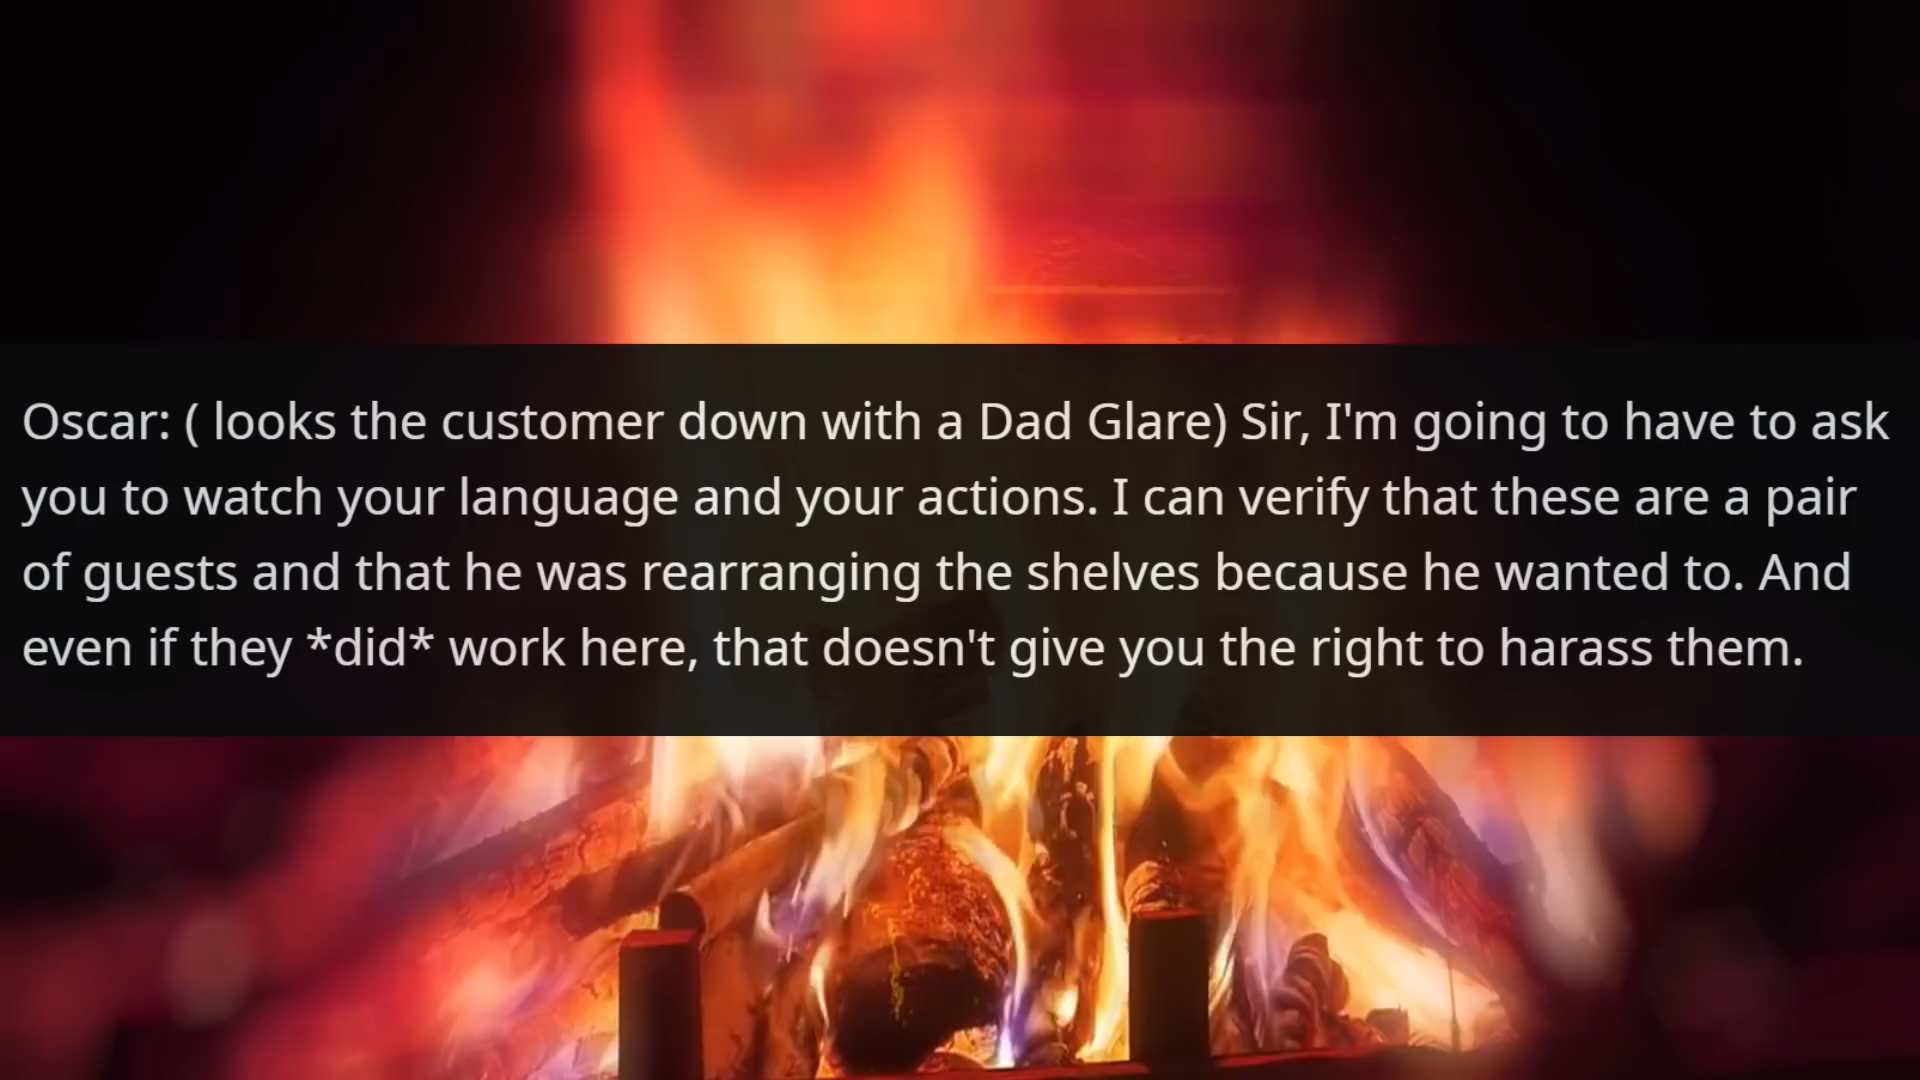 Oscar: ( looks the customer down with a Dad Glare) Sir, I'm going to have to ask
you to watch your language and your actions. I can verify that these are a pair
of guests and that he was rearranging the shelves because he wanted to. And
even if they *did* work here, that doesn't give you the right to harass them.